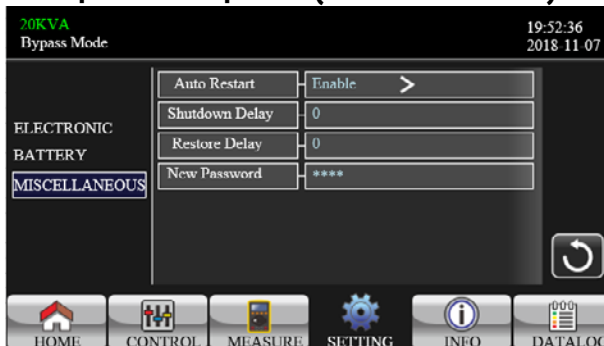 20KVA
Bypass Mode
19:52:36
2018-11-07
ELECTRONIC
BATTERY
MISCELLANEOUS
Auto Restart Enable >
Shutdown Delay 0
Restore Delay 0
New Password ****
HOME CONTROL MEASURE SETTING INFO DATALOG